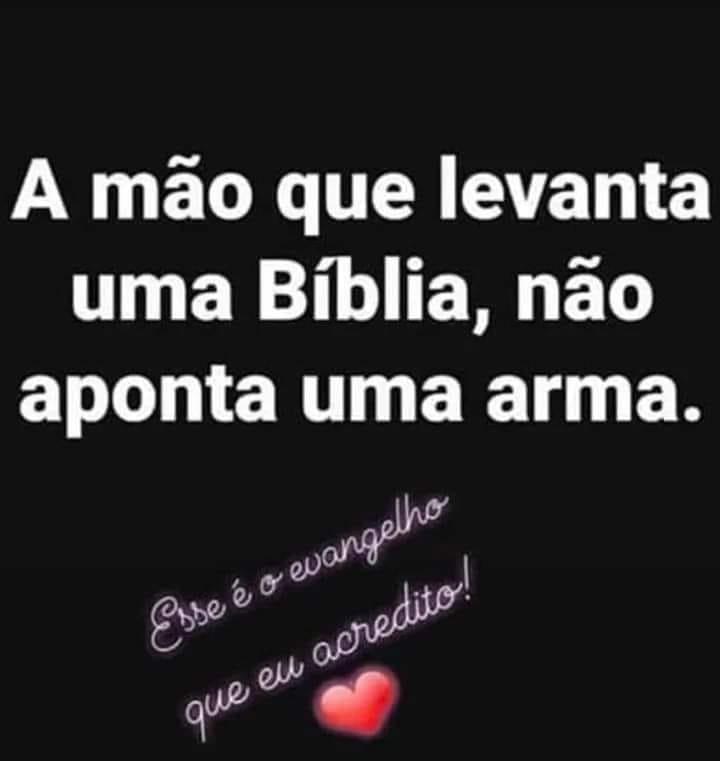 A mão que levanta
uma Bíblia, não
aponta uma arma.
Esse é o evangelho
que eu acredito!